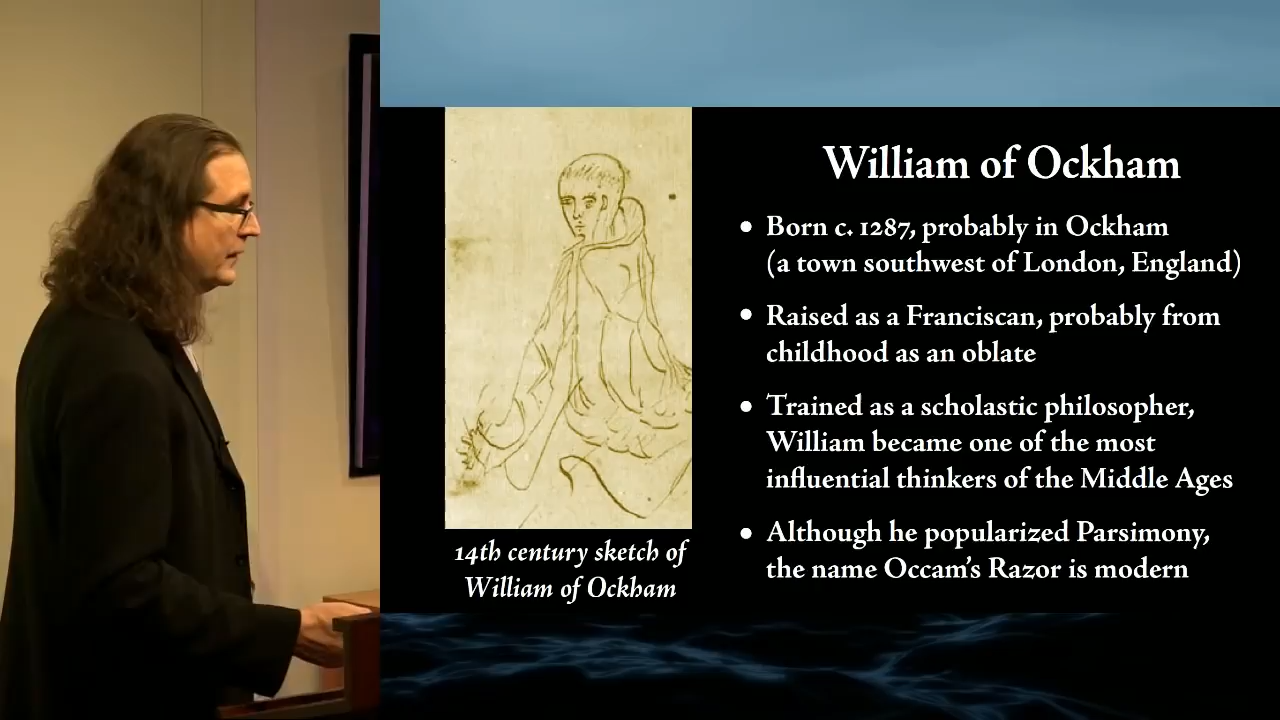 William of Ockham
• Born c. 1287, probably in Ockham
(a town southwest of London, England)
• Raised as a Franciscan, probably from
childhood as an oblate
• Trained as a scholastic philosopher,
William became one of the most
influential thinkers of the Middle Ages
• Although he popularized Parsimony,
the name Occam's Razor is modern
14th century sketch of
William of Ockham